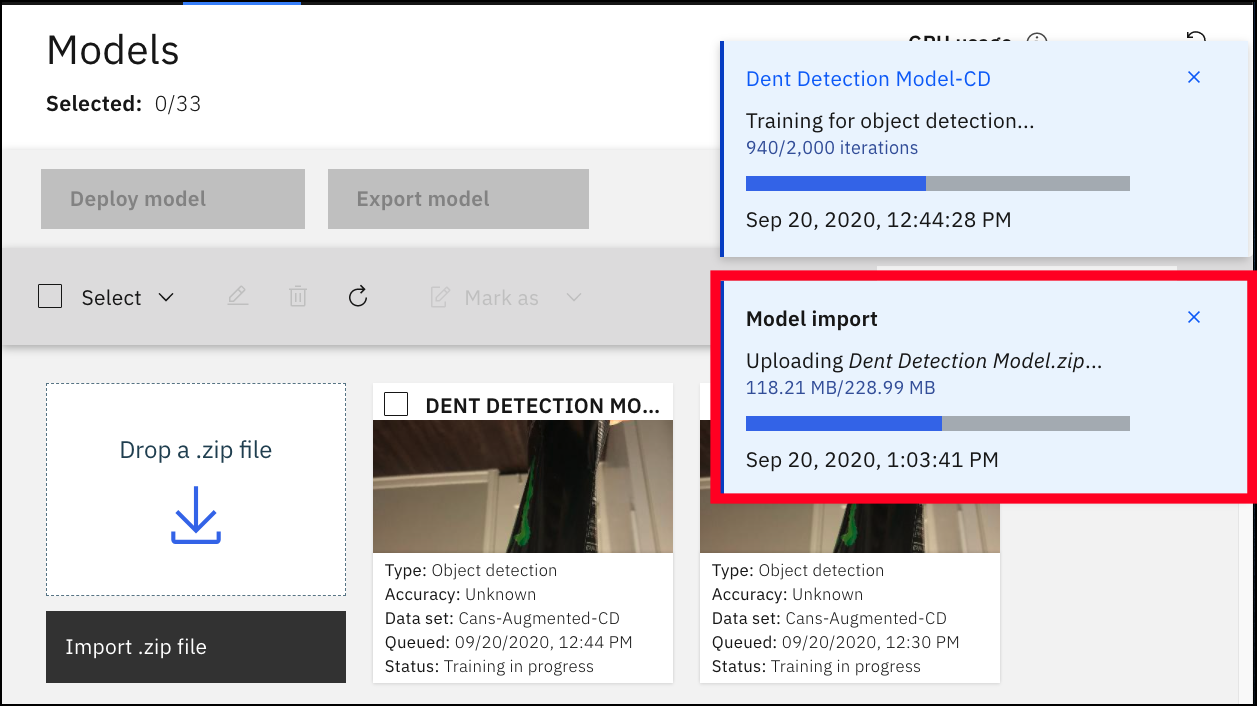 Models
Selected: 0/33
GPU usage
Deploy model
Export model
Select
Mark as
Drop a .zip file
Import .zip file
DENT DETECTION MO...
Type: Object detection
Accuracy: Unknown
Data set: Cans-Augmented-CD
Queued: 09/20/2020, 12:44 PM
Status: Training in progress
Type: Object detection
Accuracy: Unknown
Data set: Cans-Augmented-CD
Queued: 09/20/2020, 12:30 PM
Status: Training in progress
Dent Detection Model-CD
Training for object detection...
940/2,000 iterations
Sep 20, 2020, 12:44:28 PM
Model import
Uploading Dent Detection Model.zip...
118.21 MB/228.99 MB
Sep 20, 2020, 1:03:41 PM